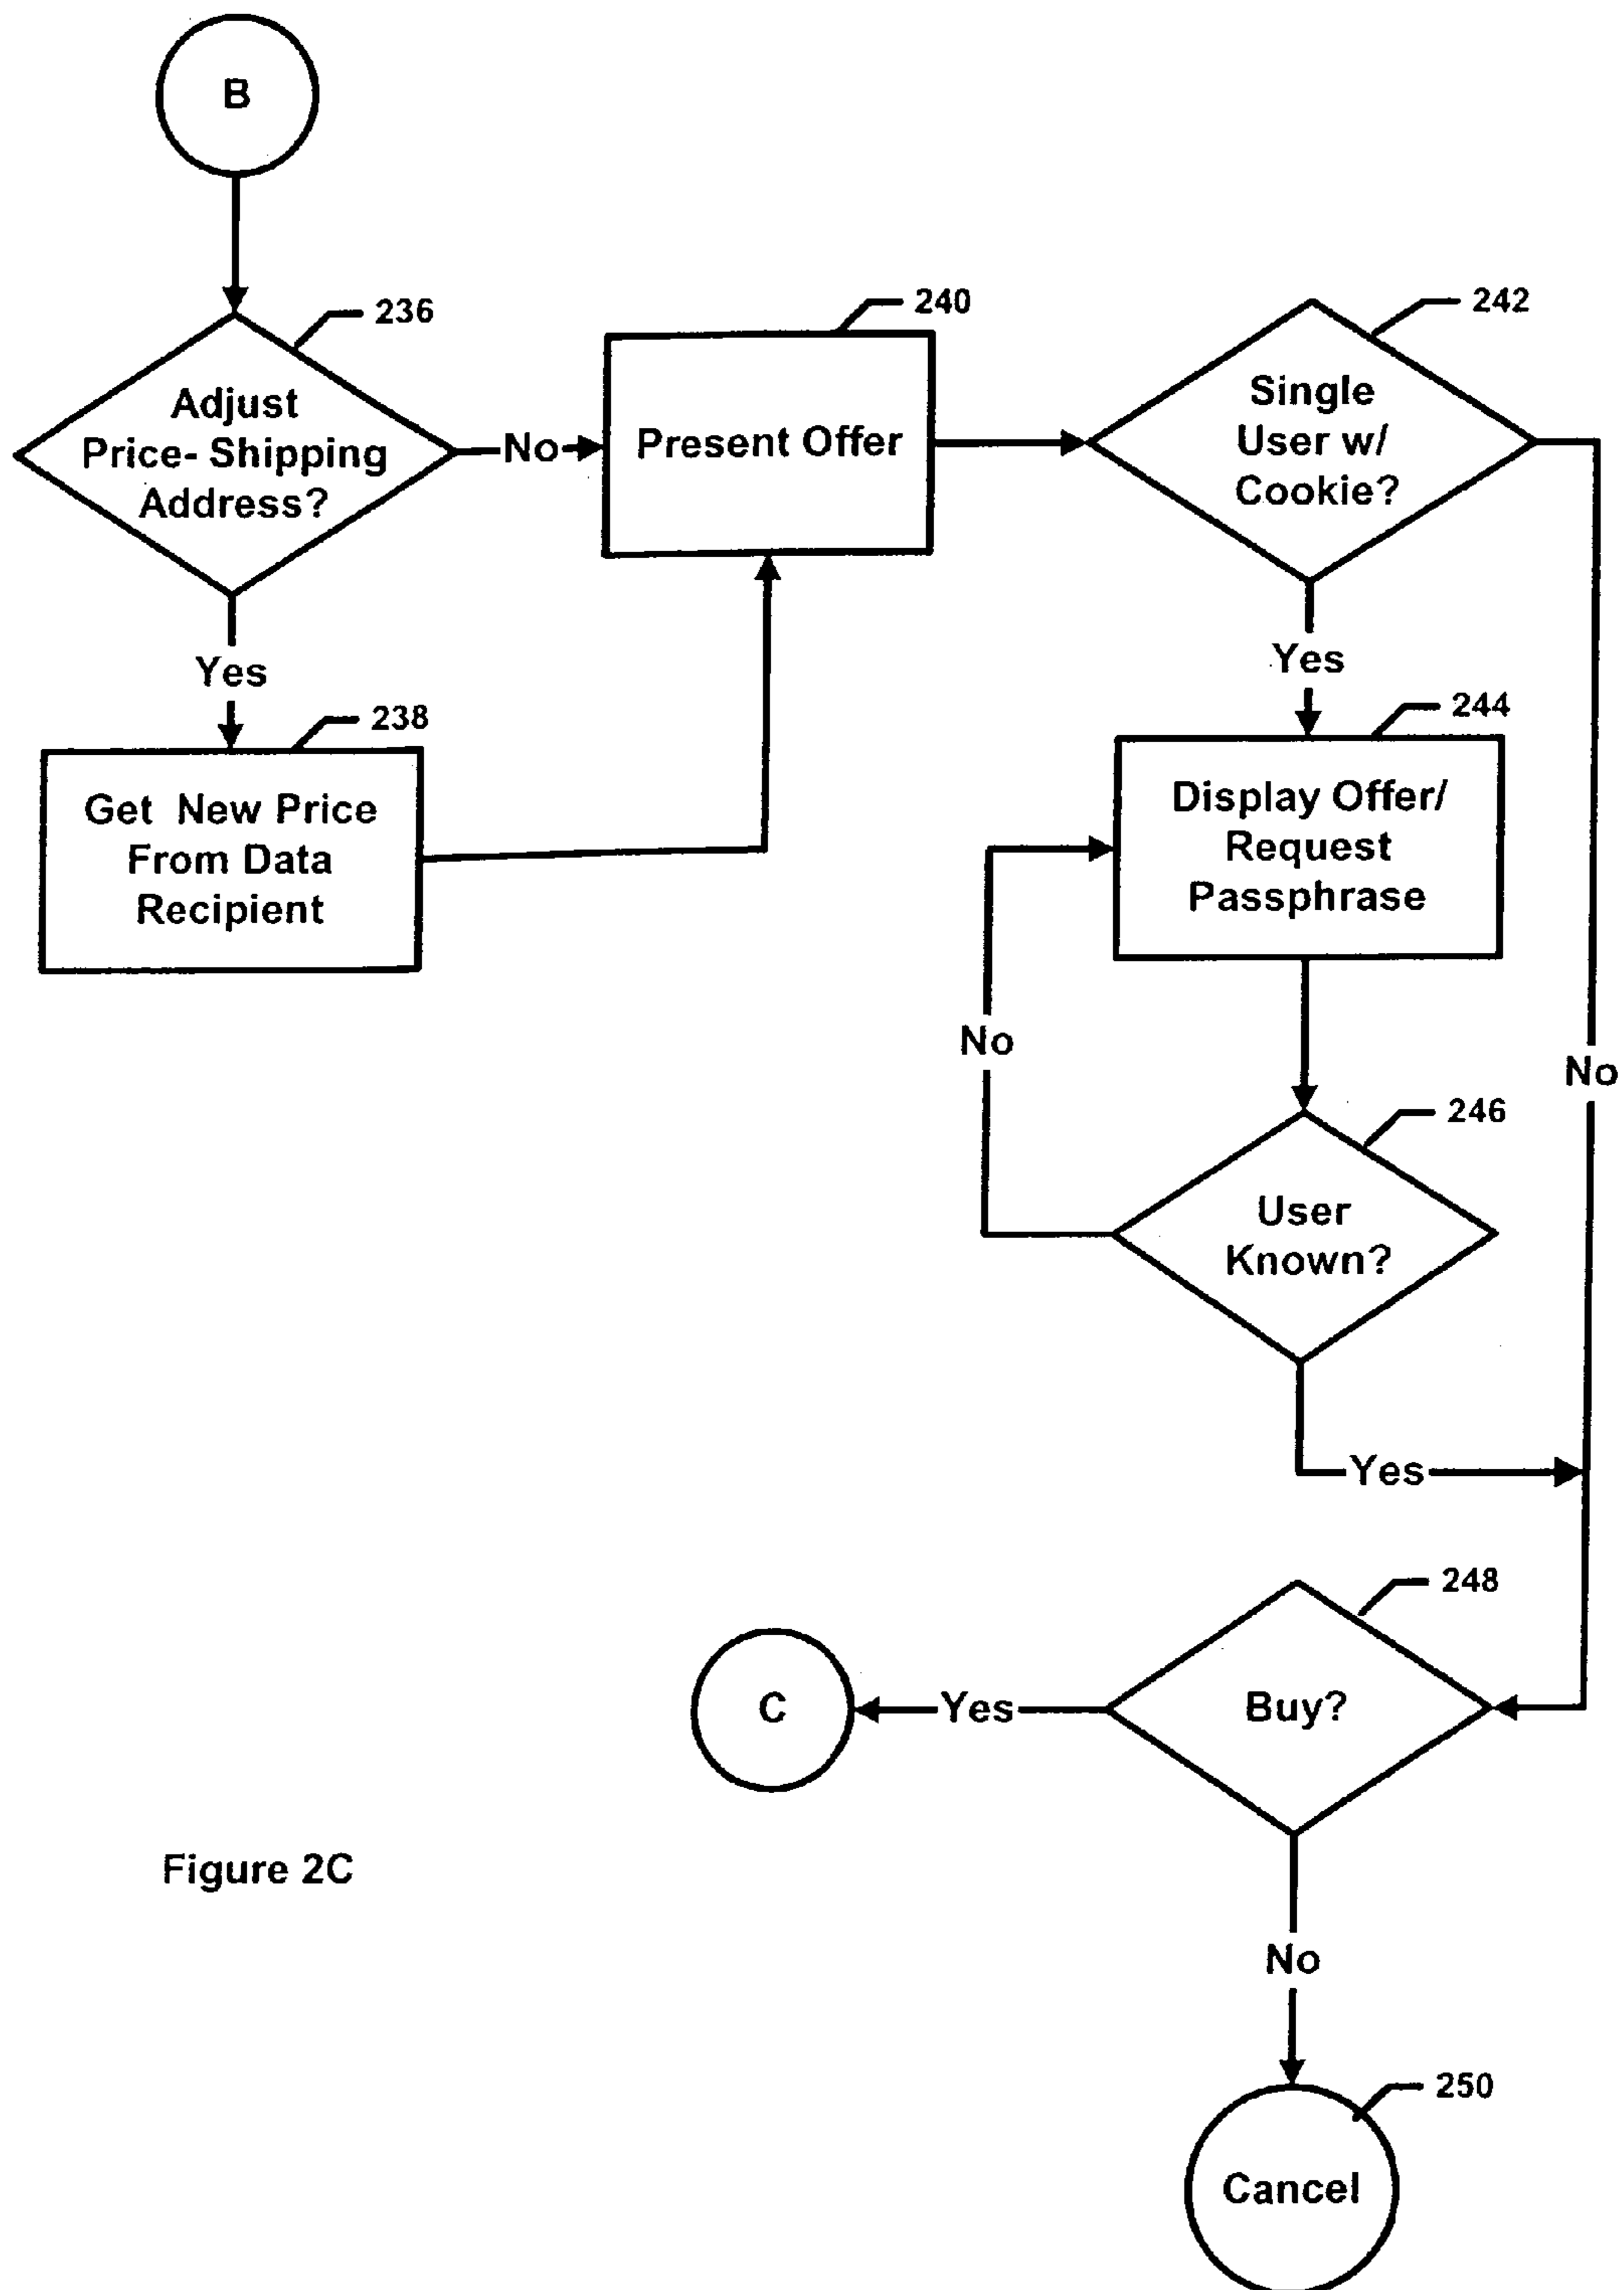 B
236
Adjust
Price- Shipping
Address?
No
240
Present Offer
242
Single
User w/
Cookie?
Yes
238
Get New Price
From Data
Recipient
Yes
244
Display Offer/
Request
Passphrase
No
No
246
User
Known?
Yes
248
Buy?
Yes
C
Figure 2C
No
250
Cancel